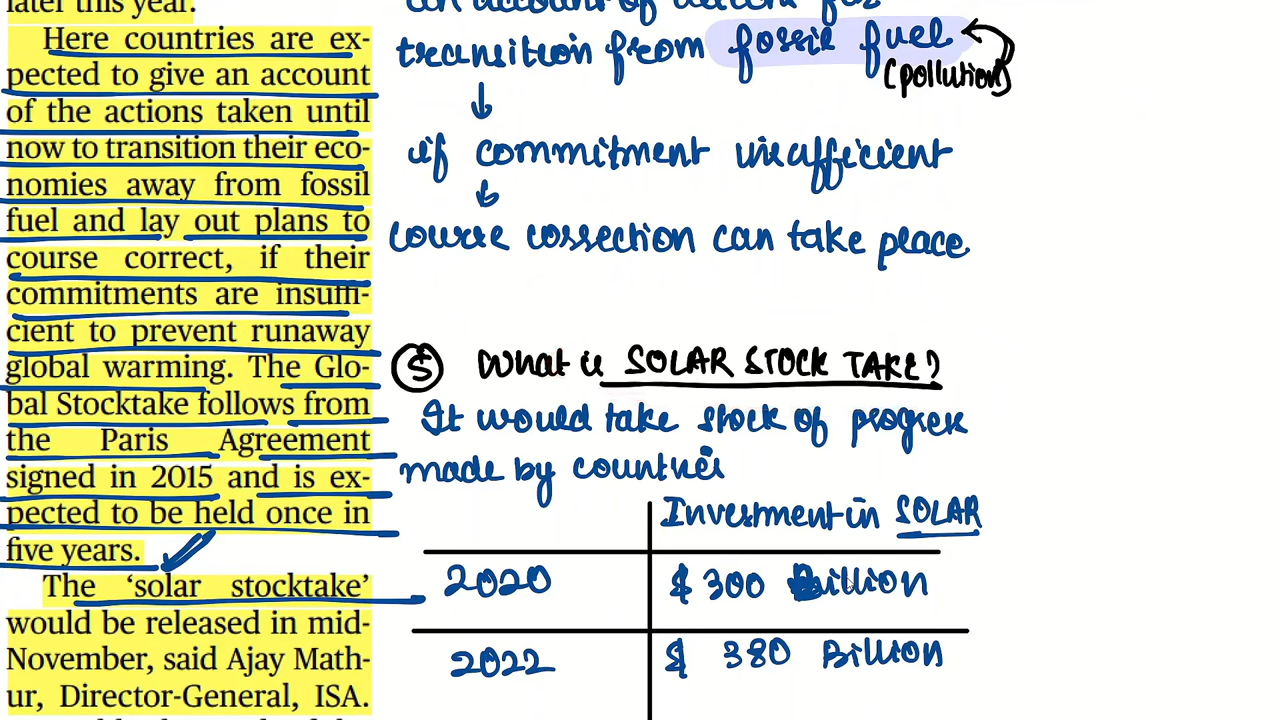 later this year.
Here countries are ex-
pected to give an account
of the actions taken until
now to transition their eco-
nomies away from fossil
fuel and lay out plans to
course correct, if their
commitments are insuffi-
cient to prevent runaway
global warming. The Glo-
bal Stocktake follows from
the Paris Agreement
signed in 2015 and is ex-
pected to be held once in
five years.
The ‘solar stocktake’
would be released in mid-
November, said Ajay Math-
ur, Director-General, ISA.
transition from fossil fuel
(pollution)
if commitment insufficient
course correction can take place
5 What is SOLAR STOCK TAKE?
It would take stock of progress
made by countries
Investment in SOLAR
2020 $ 300 Billion
2022 $ 380 Billion